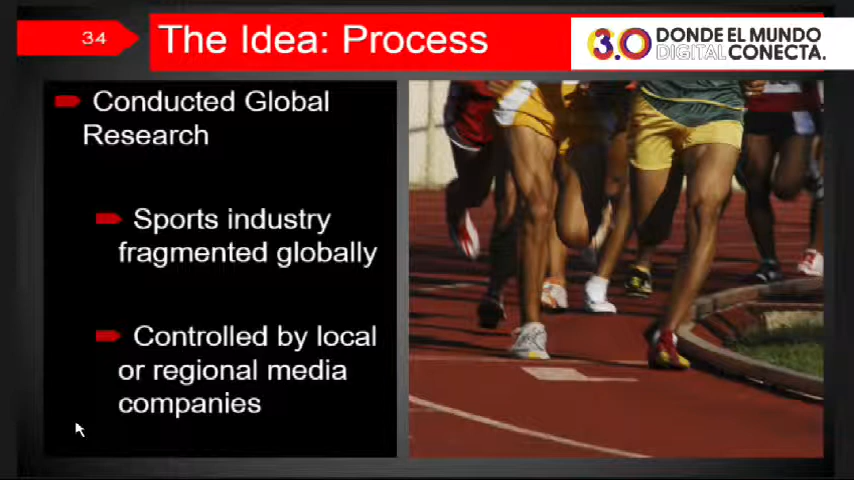 34
The Idea: Process
3.0 DONDE EL MUNDO
DIGITAL CONECTA.
Conducted Global
Research
Sports industry
fragmented globally
Controlled by local
or regional media
companies